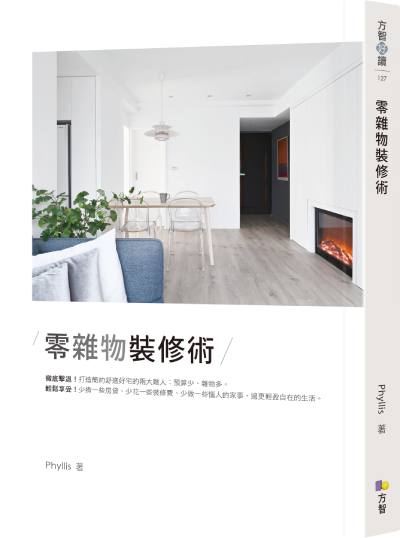 零雜物裝修術
徹底擊退！打造簡約舒適好宅的兩大敵人：預算少、雜物多。
輕鬆享受！少揹一些房貸、少花一些裝修費、少做一些惱人的家事，過更輕盈自在的生活。
Phyllis 著
方智好讀
127
零雜物裝修術
Phyllis 著
方智